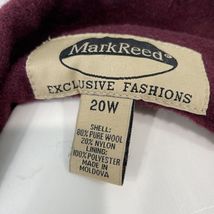 MarkReed®
EXCLUSIVE FASHIONS
20W
SHELL:
80% PURE WOOL
20% NYLON
LINING:
100% POLYESTER
MADE IN
MOLDOVA